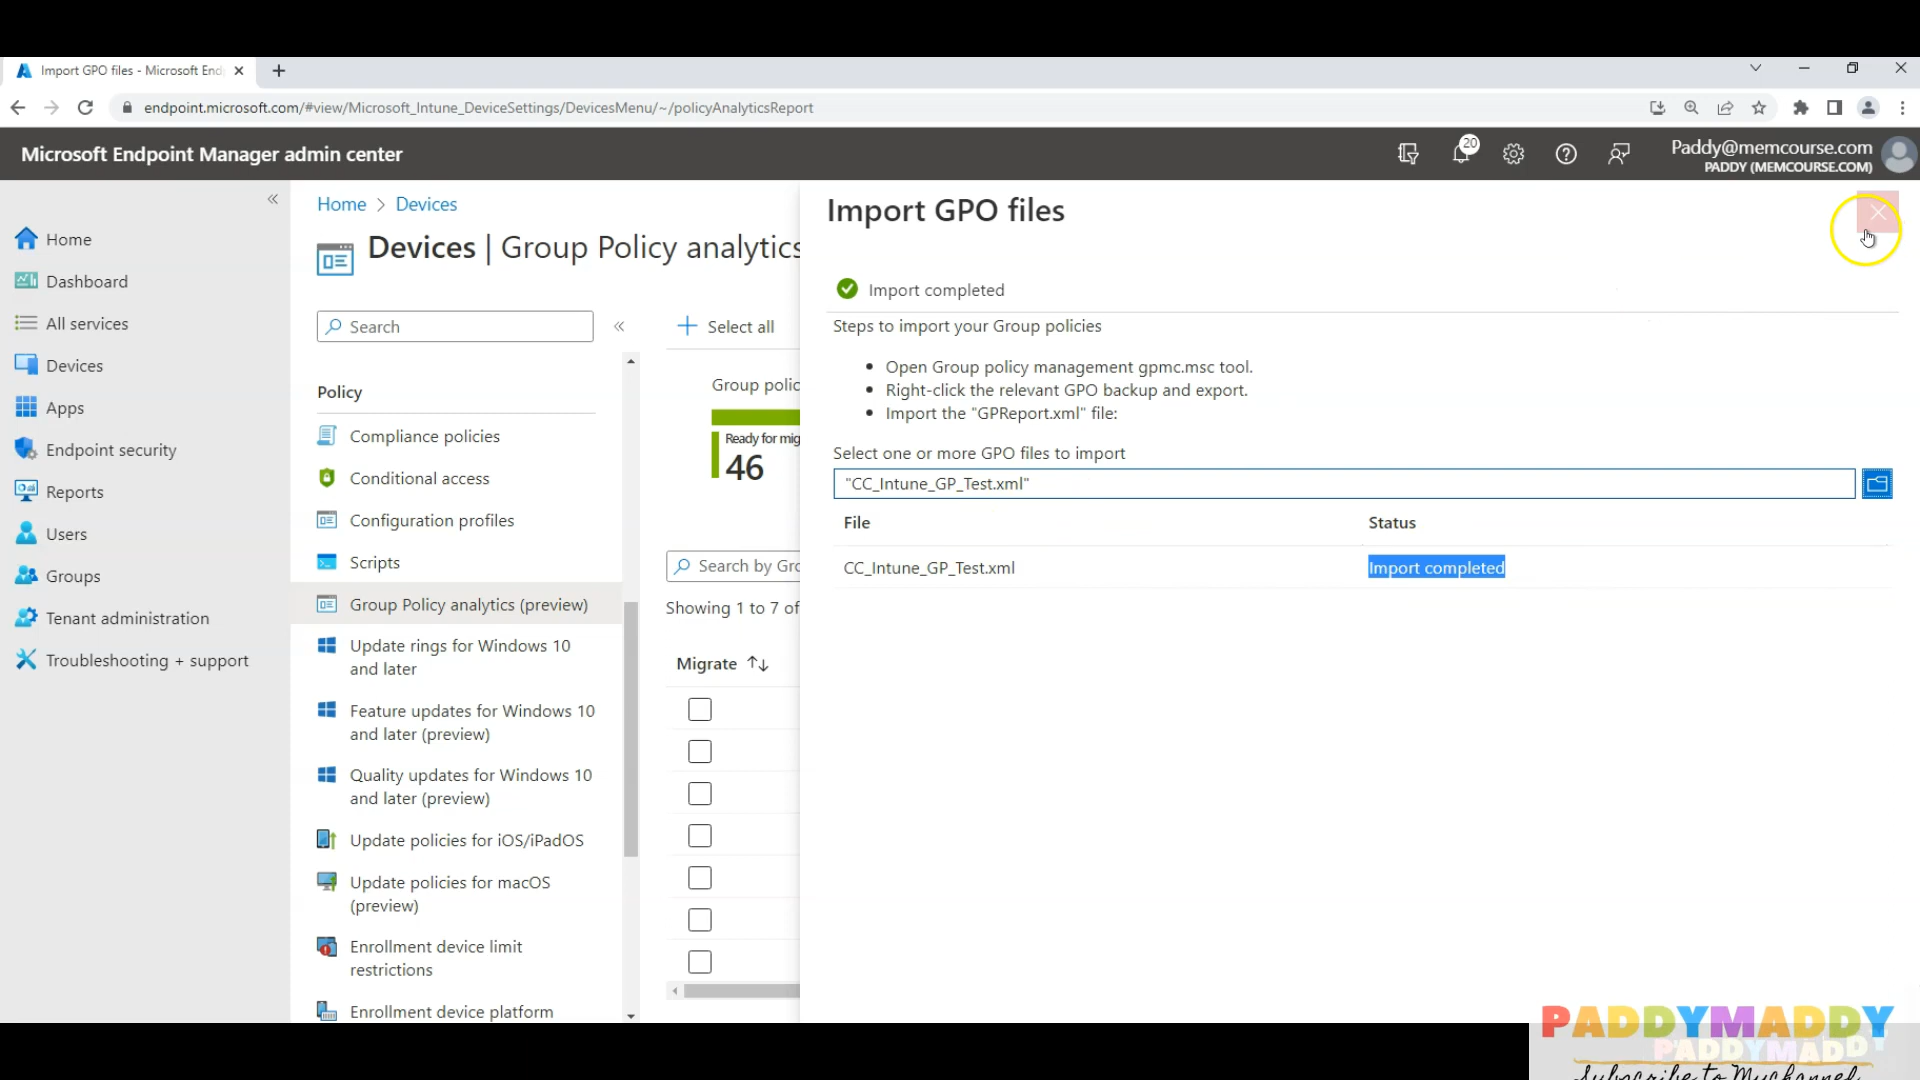 Import GPO files - Microsoft End
endpoint.microsoft.com/#view/Microsoft_Intune_DeviceSettings/DevicesMenu/~/policyAnalyticsReport
Microsoft Endpoint Manager admin center
20
Paddy@memcourse.com
PADDY (MEMCOURSE.COM)
Home
Dashboard
All services
Devices
Apps
Endpoint security
Reports
Users
Groups
Tenant administration
Troubleshooting + support
Home > Devices
Devices | Group Policy analytics
Search
Policy
Compliance policies
Conditional access
Configuration profiles
Scripts
Group Policy analytics (preview)
Update rings for Windows 10
and later
Feature updates for Windows 10
and later (preview)
Quality updates for Windows 10
and later (preview)
Update policies for iOS/iPadOS
Update policies for macOS
(preview)
Enrollment device limit
restrictions
Enrollment device platform
Select all
Group polic
Ready for mig
46
Search by Gro
Showing 1 to 7 of
Migrate
Import GPO files
Import completed
Steps to import your Group policies
• Open Group policy management gpmc.msc tool.
• Right-click the relevant GPO backup and export.
• Import the "GPReport.xml" file:
Select one or more GPO files to import
"CC_Intune_GP_Test.xml"
File Status
CC_Intune_GP_Test.xml Import completed
PADDYMADDY
PADDYMADDY
Subscribe to Mychannel